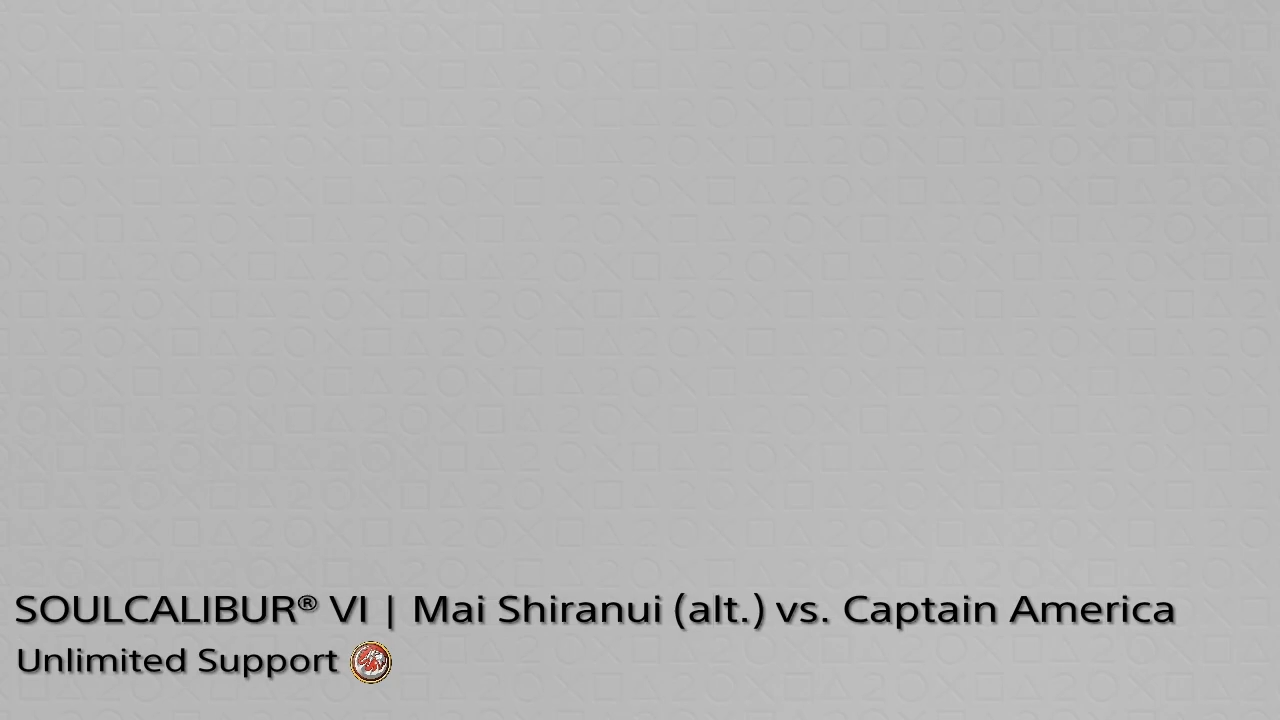 SOULCALIBUR® VI | Mai Shiranui (alt.) vs. Captain America
Unlimited Support